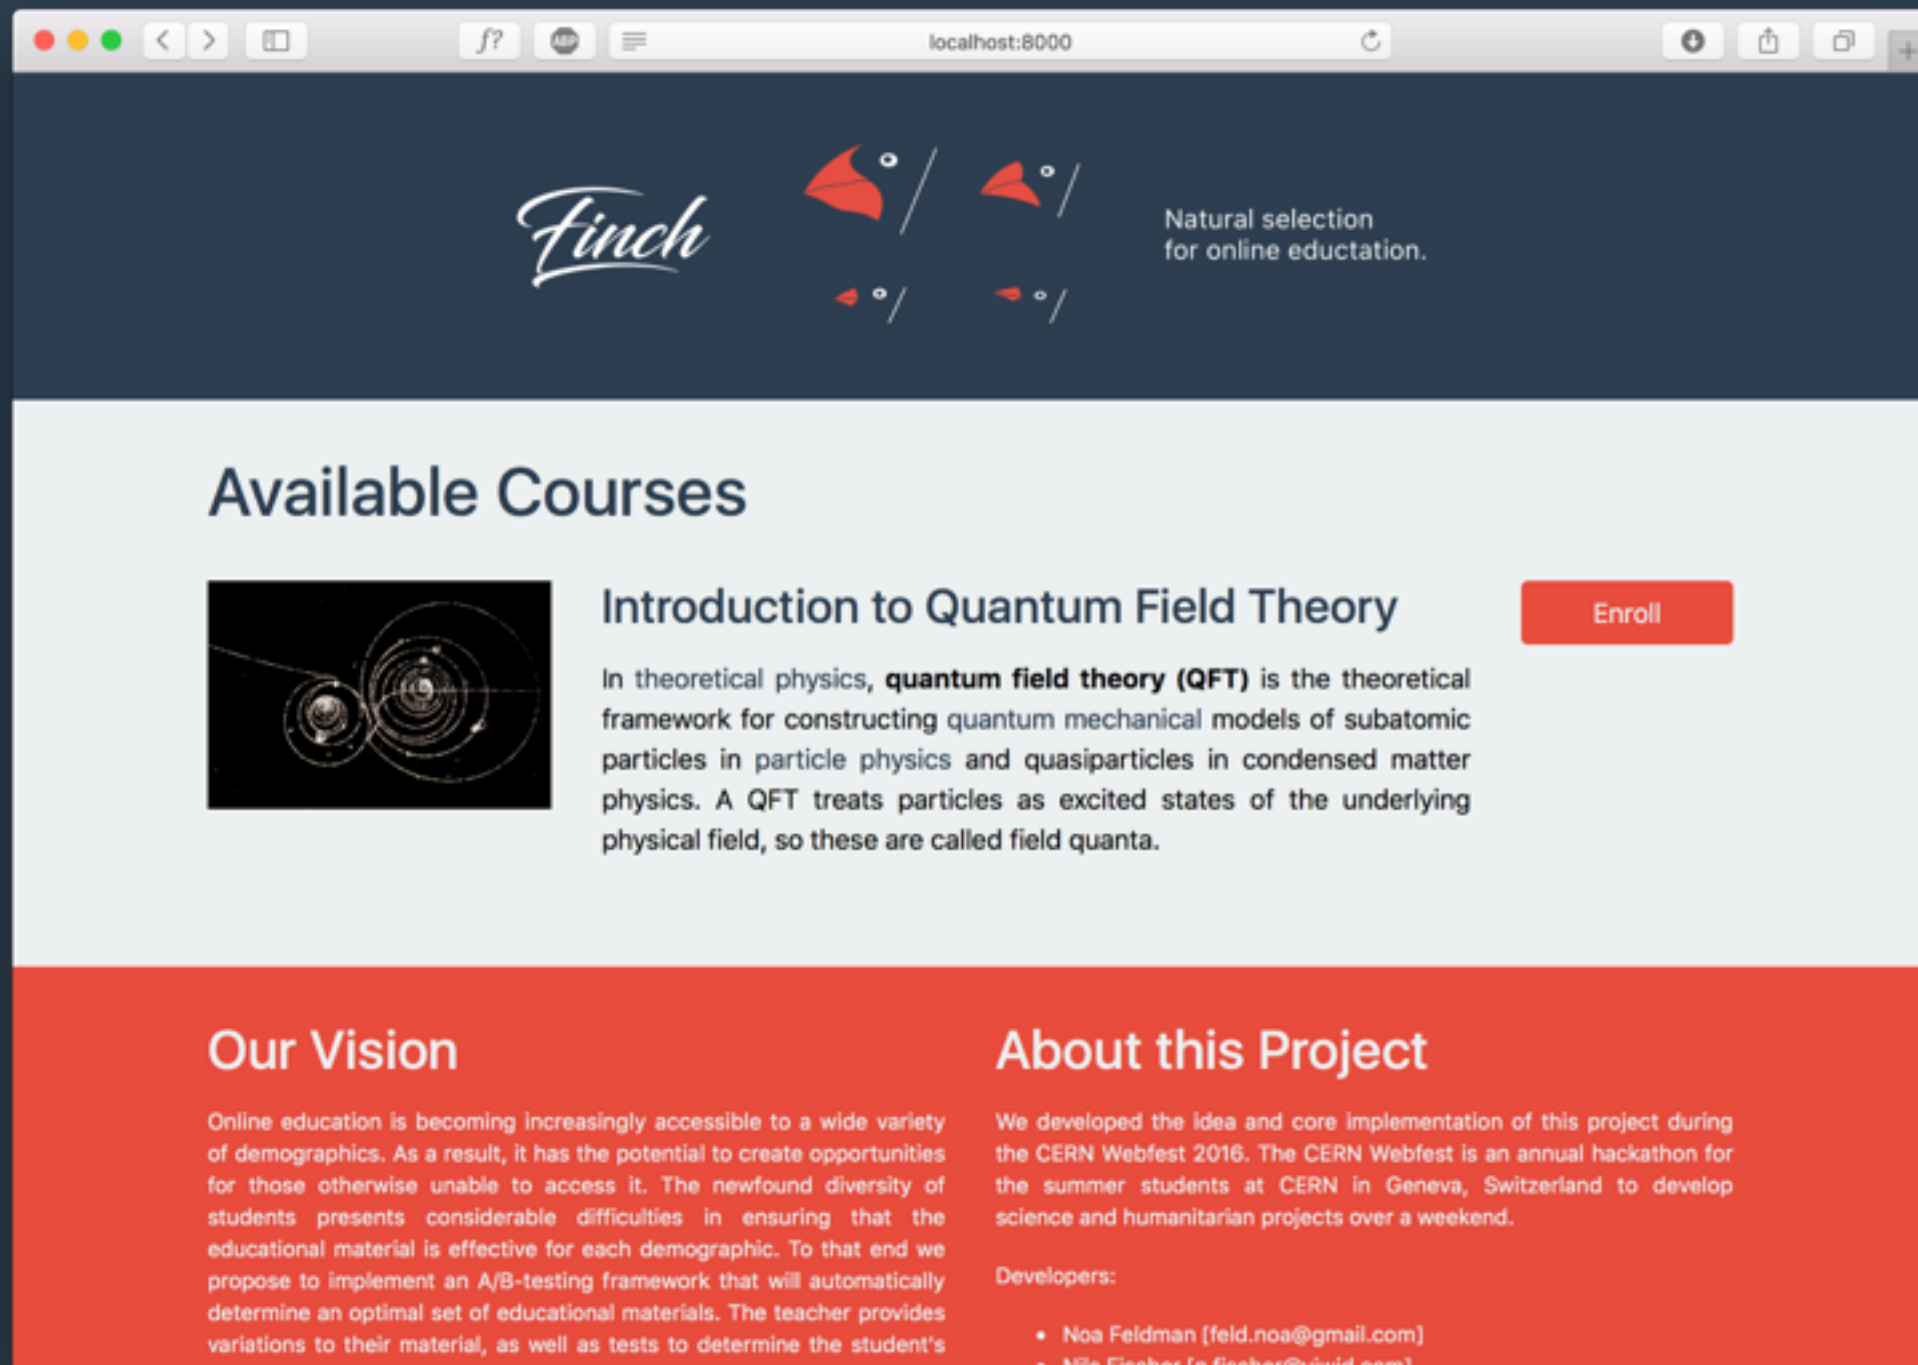 f?
ABP
localhost:8000
Finch
Natural selection
for online eductation.
Available Courses
Introduction to Quantum Field Theory
Enroll
In theoretical physics, quantum field theory (QFT) is the theoretical
framework for constructing quantum mechanical models of subatomic
particles in particle physics and quasiparticles in condensed matter
physics. A QFT treats particles as excited states of the underlying
physical field, so these are called field quanta.
Our Vision
Online education is becoming increasingly accessible to a wide variety
of demographics. As a result, it has the potential to create opportunities
for those otherwise unable to access it. The newfound diversity of
students presents considerable difficulties in ensuring that the
educational material is effective for each demographic. To that end we
propose to implement an A/B-testing framework that will automatically
determine an optimal set of educational materials. The teacher provides
variations to their material, as well as tests to determine the student's
About this Project
We developed the idea and core implementation of this project during
the CERN Webfest 2016. The CERN Webfest is an annual hackathon for
the summer students at CERN in Geneva, Switzerland to develop
science and humanitarian projects over a weekend.
Developers:
• Noa Feldman [feld.noa@gmail.com]